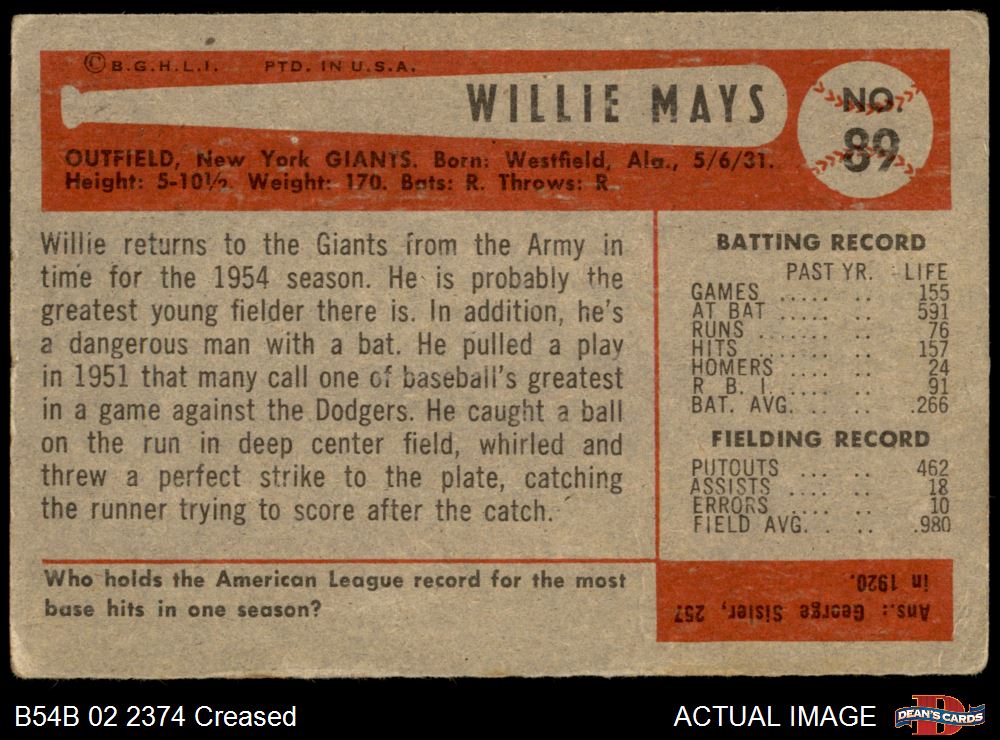 © B.G.H.L.I. PTD. IN U.S.A.
WILLIE MAYS
NO.
89
OUTFIELD, New York GIANTS. Born: Westfield, Ala., 5/6/31.
Height: 5-10½. Weight: 170. Bats: R. Throws: R.
Willie returns to the Giants from the Army in
time for the 1954 season. He is probably the
greatest young fielder there is. In addition, he's
a dangerous man with a bat. He pulled a play
in 1951 that many call one of baseball's greatest
in a game against the Dodgers. He caught a ball
on the run in deep center field, whirled and
threw a perfect strike to the plate, catching
the runner trying to score after the catch.
Who holds the American League record for the most
base hits in one season?
BATTING RECORD
PAST YR. LIFE
GAMES ..... .. 155
AT BAT ..... .. 591
RUNS ....... .. 76
HITS ....... .. 157
HOMERS .... .. 24
R. B. I. .... .. 91
BAT. AVG. .. .. .266
FIELDING RECORD
PUTOUTS ... .. 462
ASSISTS .... .. 18
ERRORS .... .. 10
FIELD AVG. . .. .980
Ans.: George Sisler, 257
in 1920.
B54B 02 2374 Creased
ACTUAL IMAGE
DEAN'S CARDS